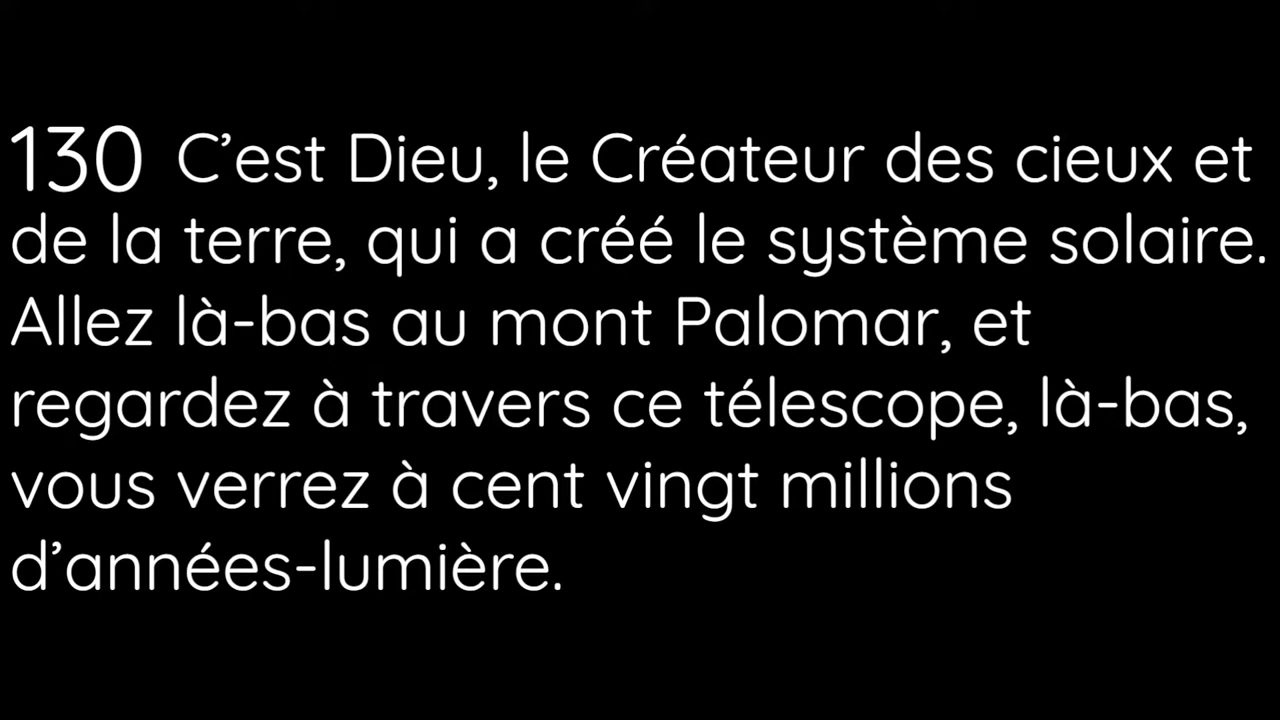 130 C’est Dieu, le Créateur des cieux et
de la terre, qui a créé le système solaire.
Allez là-bas au mont Palomar, et
regardez à travers ce télescope, là-bas,
vous verrez à cent vingt millions
d’années-lumière.